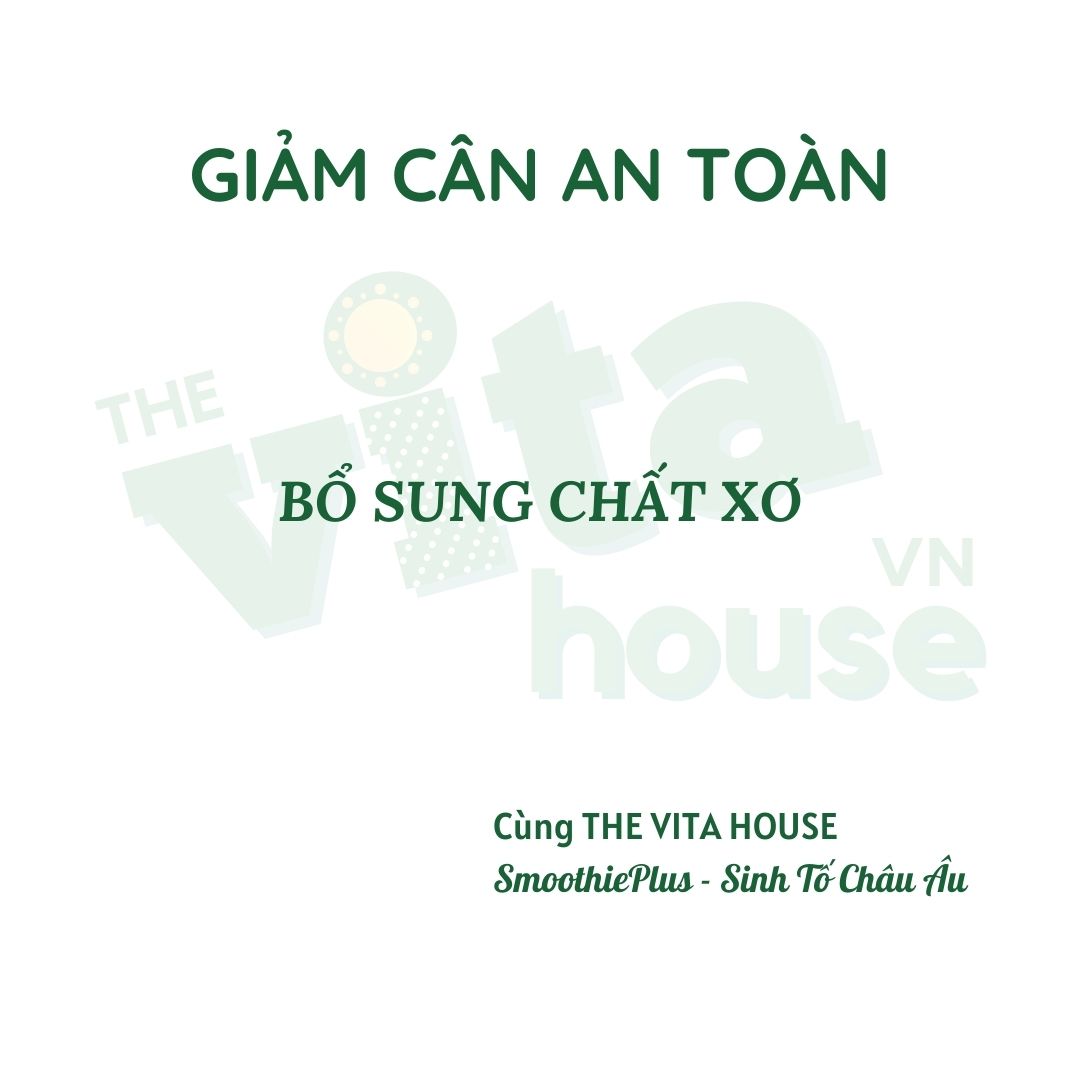 GIẢM CÂN AN TOÀN
THE
vita
BỔ SUNG CHẤT XƠ
VN
house
Cùng THE VITA HOUSE
SmoothiePlus - Sinh Tố Châu Âu